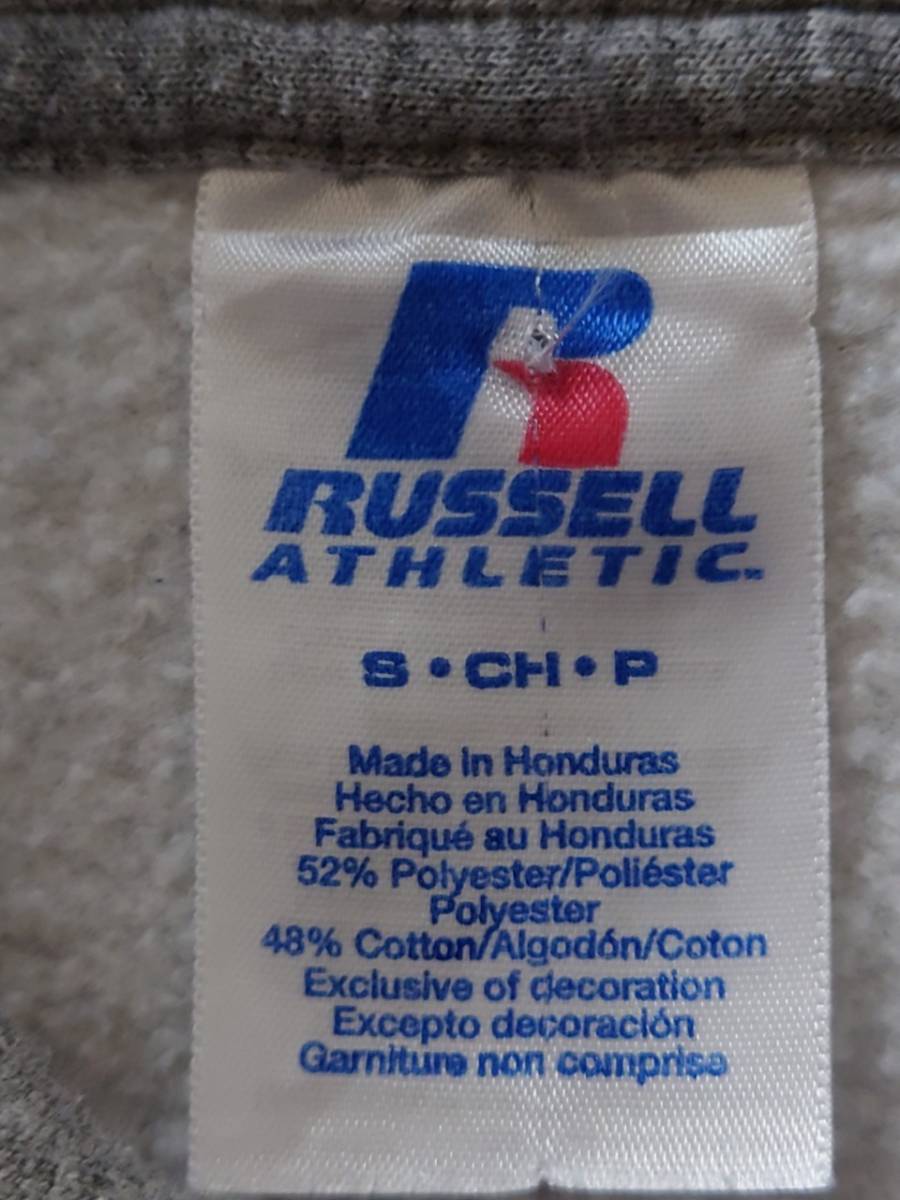 R
RUSSELL
ATHLETIC™
S • CH • P
Made in Honduras
Hecho en Honduras
Fabriqué au Honduras
52% Polyester/Poliéster
Polyester
48% Cotton/Algodón/Coton
Exclusive of decoration
Excepto decoración
Garniture non comprise